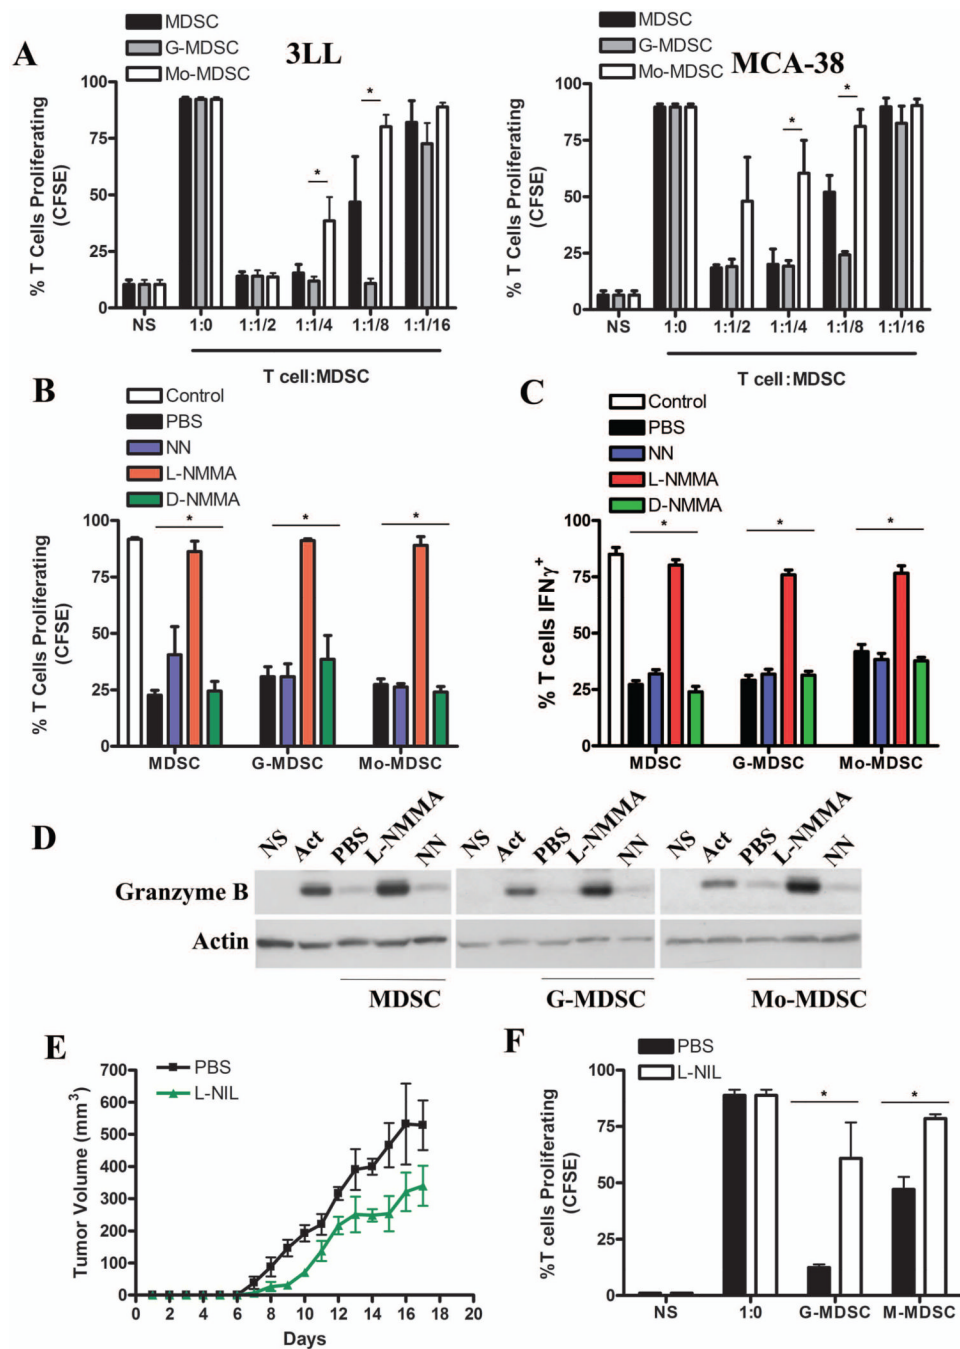 A
MDSC
G-MDSC
Mo-MDSC
3LL
% T Cells Proliferating
(CFSE)
100
75
50
25
0
*
*
NS
1:0
1:1/2
1:1/4
1:1/8
1:1/16
T cell:MDSC
MDSC
G-MDSC
Mo-MDSC
MCA-38
% T Cells Proliferating
(CFSE)
100
75
50
25
0
*
*
NS
1:0
1:1/2
1:1/4
1:1/8
1:1/16
T cell:MDSC
B
Control
PBS
NN
L-NMMA
D-NMMA
% T Cells Proliferating
(CFSE)
100
75
50
25
0
*
*
*
MDSC
G-MDSC
Mo-MDSC
C
Control
PBS
NN
L-NMMA
D-NMMA
% T cells IFNγ+
100
75
50
25
0
*
*
*
MDSC
G-MDSC
Mo-MDSC
D
NS Act PBS L-NMMA NN
NS Act PBS L-NMMA NN
NS Act PBS L-NMMA NN
Granzyme B
Actin
MDSC
G-MDSC
Mo-MDSC
E
PBS
L-NIL
Tumor Volume (mm³)
700
600
500
400
300
200
100
0
0 2 4 6 8 10 12 14 16 18 20
Days
F
PBS
L-NIL
%T cells Proliferating
(CFSE)
100
75
50
25
0
*
*
NS
1:0
G-MDSC
M-MDSC